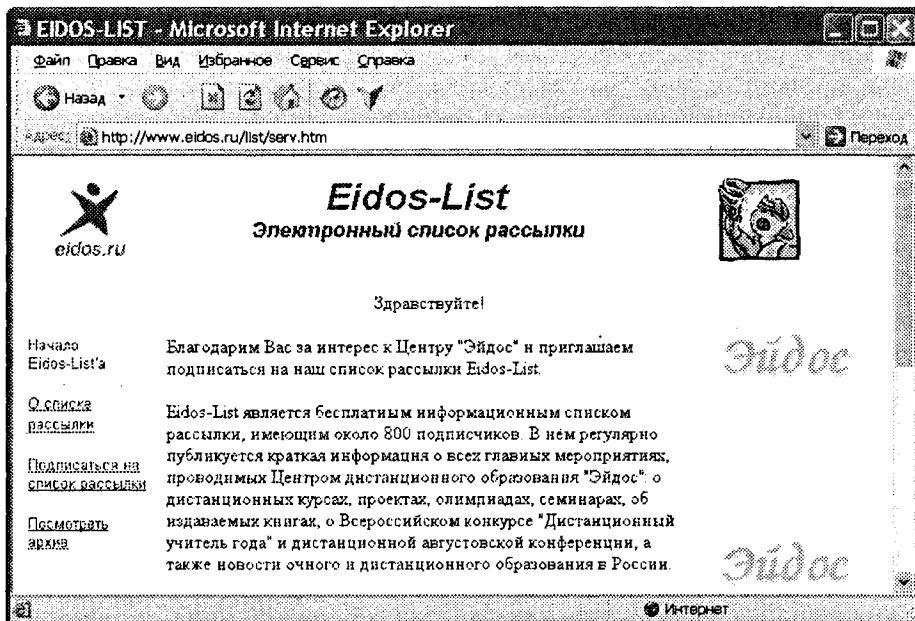 EIDOS-LIST - Microsoft Internet Explorer
Файл Правка Вид Избранное Сервис Справка
Назад
Адрес: http://www.eidos.ru/list/serv.htm Переход
eidos.ru
Eidos-List
Электронный список рассылки
Здравствуйте!
Начало
Eidos-List'а
О списке
рассылки
Подписаться на
список рассылки
Посмотреть
архив
Благодарим Вас за интерес к Центру "Эйдос" и приглашаем
подписаться на наш список рассылки Eidos-List.
Eidos-List является бесплатным информационным списком
рассылки, имеющим около 800 подписчиков. В нём регулярно
публикуется краткая информация о всех главных мероприятиях,
проводимых Центром дистанционного образования "Эйдос": о
дистанционных курсах, проектах, олимпиадах, семинарах, об
издаваемых книгах, о Всероссийском конкурсе "Дистанционный
учитель года" и дистанционной августовской конференции, а
также новости очного и дистанционного образования в России.
Эйдос
Эйдос
Интернет